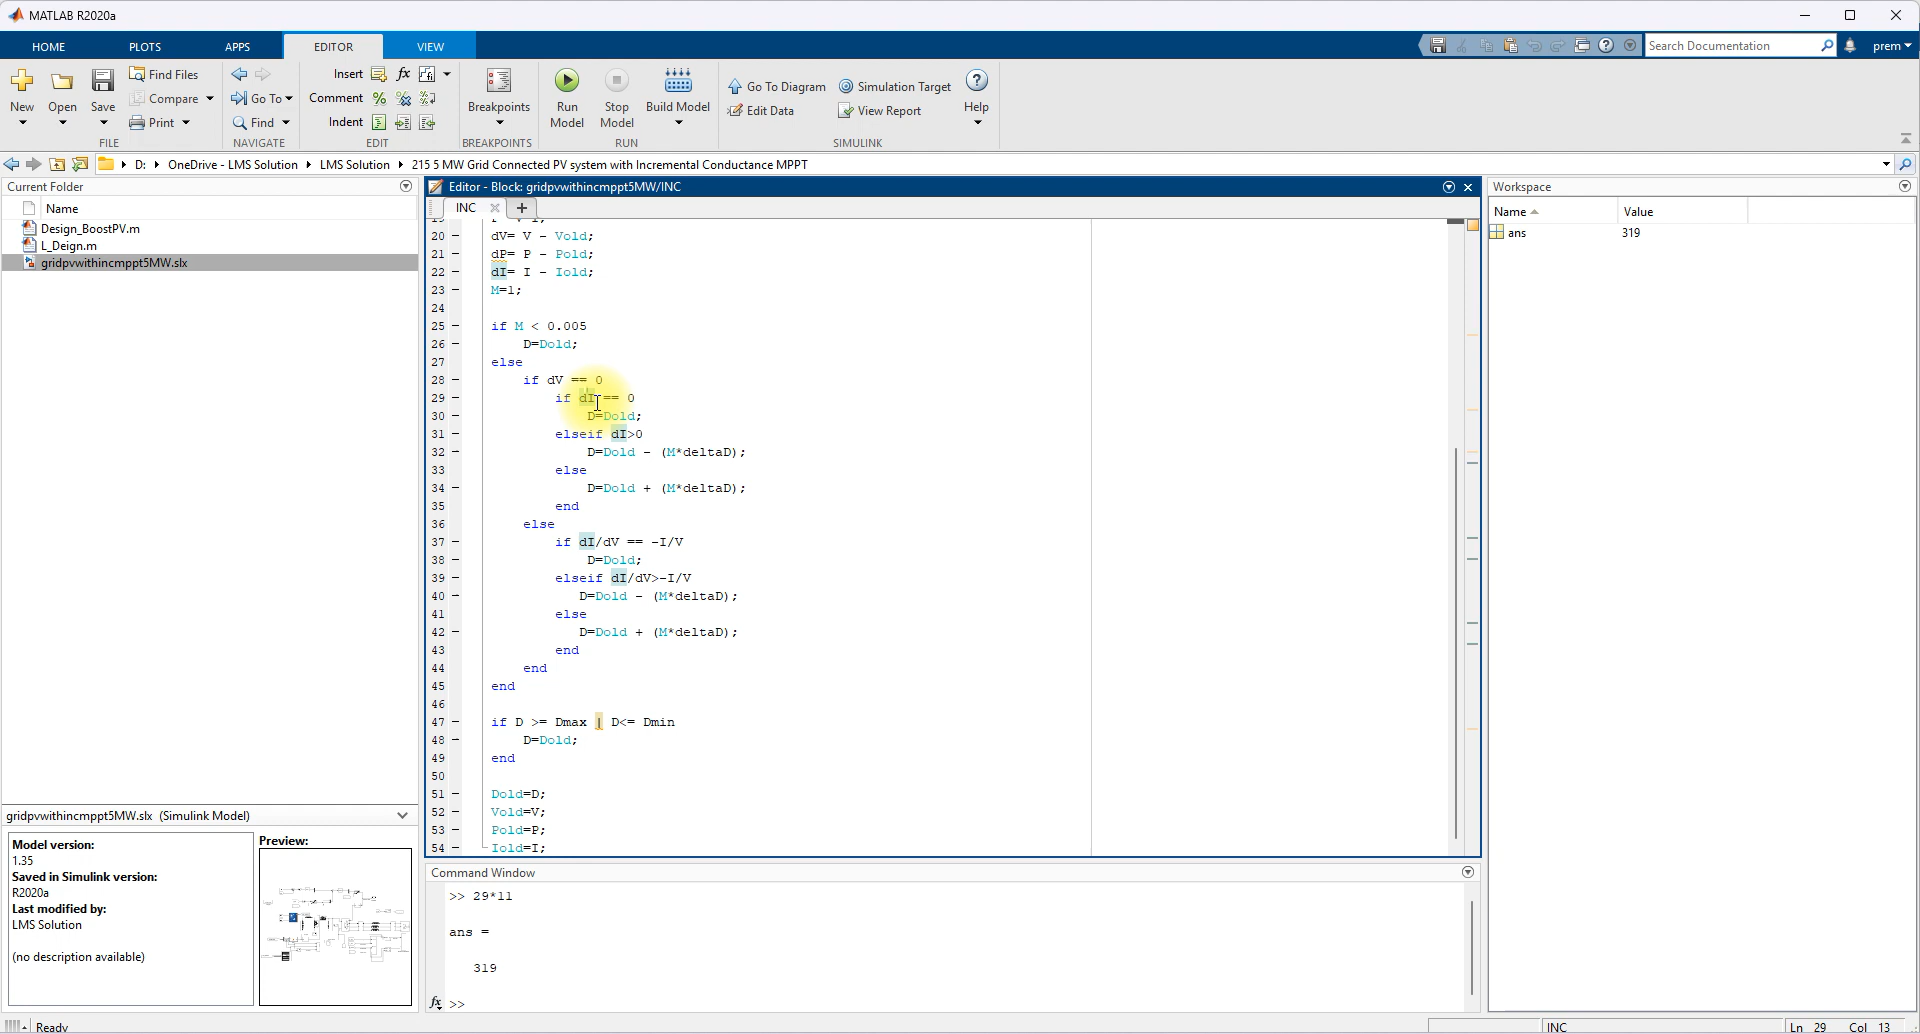 MATLAB R2020a
HOME PLOTS APPS EDITOR VIEW
Search Documentation
prem
New Open Save
Find Files
Compare
Print
FILE
Go To
Find
NAVIGATE
Insert fx
Comment
Indent
EDIT
Breakpoints
BREAKPOINTS
Run Model
Stop Model
Build Model
RUN
Go To Diagram
Edit Data
Simulation Target
View Report
SIMULINK
Help
D: OneDrive - LMS Solution LMS Solution 215 5 MW Grid Connected PV system with Incremental Conductance MPPT
Current Folder
Name
Design_BoostPV.m
L_Deign.m
gridpvwithincmppt5MW.slx
Editor - Block: gridpvwithincmppt5MW/INC
INC
20 – dV= V - Vold;
21 – dP= P - Pold;
22 – dI= I - Iold;
23 – M=1;
24
25 – if M < 0.005
26 – D=Dold;
27 else
28 – if dV == 0
29 – if dI == 0
30 – D=Dold;
31 – elseif dI>0
32 – D=Dold - (M*deltaD);
33 else
34 – D=Dold + (M*deltaD);
35 end
36 else
37 – if dI/dV == -I/V
38 – D=Dold;
39 – elseif dI/dV>-I/V
40 – D=Dold - (M*deltaD);
41 else
42 – D=Dold + (M*deltaD);
43 end
44 end
45 end
46
47 – if D >= Dmax | D<= Dmin
48 – D=Dold;
49 end
50
51 – Dold=D;
52 – Vold=V;
53 – Pold=P;
54 – Iold=I;
Workspace
Name Value
ans 319
gridpvwithincmppt5MW.slx (Simulink Model)
Model version:
1.35
Saved in Simulink version:
R2020a
Last modified by:
LMS Solution
(no description available)
Preview:
Command Window
>> 29*11
ans =
319
fx >>
Ready
INC
Ln 29 Col 13